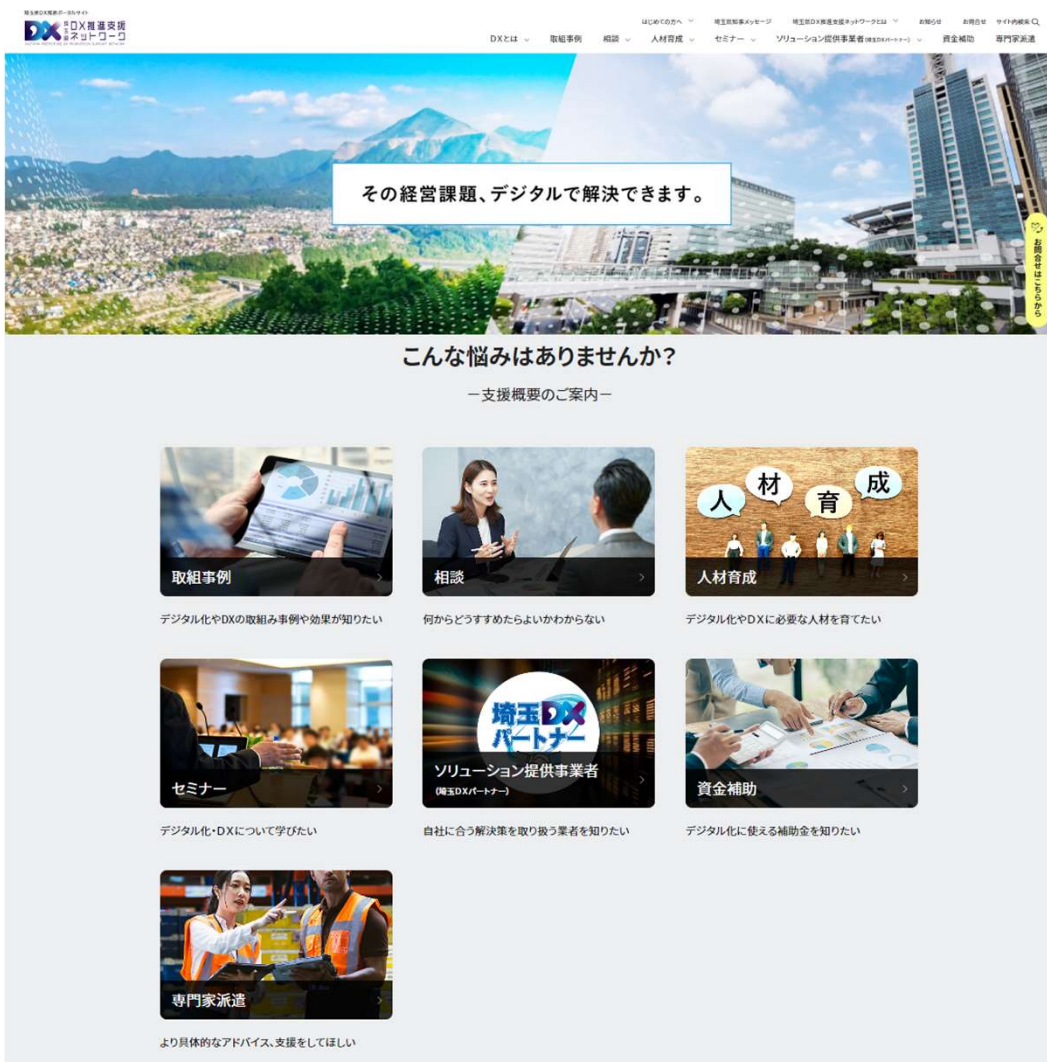 埼玉県DX推進ポータルサイト
DX 埼玉県 DX推進支援ネットワーク
はじめての方へ 埼玉県知事メッセージ 埼玉県DX推進支援ネットワークとは お知らせ お問合せ サイト内検索
DXとは 取組事例 相談 人材育成 セミナー ソリューション提供事業者(埼玉DXパートナー) 資金補助 専門家派遣
その経営課題、デジタルで解決できます。
お問合せはこちらから
こんな悩みはありませんか?
－支援概要のご案内－
取組事例
デジタル化やDXの取組み事例や効果が知りたい
相談
何からどうすすめたらよいかわからない
人材育成
人材育成
デジタル化やDXに必要な人材を育てたい
セミナー
デジタル化・DXについて学びたい
埼玉DX
パートナー
ソリューション提供事業者
(埼玉DXパートナー)
自社に合う解決策を取り扱う業者を知りたい
資金補助
デジタル化に使える補助金を知りたい
専門家派遣
より具体的なアドバイス、支援をしてほしい